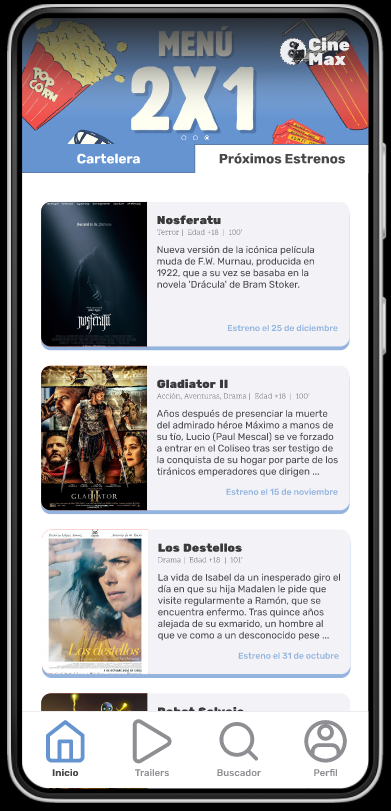 MENÚ
2X1
POP
CORN
Cine
Max
Cartelera
Próximos Estrenos
nosferatu
Nosferatu
Terror | Edad +18 | 100'
Nueva versión de la icónica película
muda de F.W. Murnau, producida en
1922, que a su vez se basaba en la
novela 'Drácula' de Bram Stoker.
Estreno el 25 de diciembre
GLADIATOR
II
Gladiator II
Acción, Aventuras, Drama | Edad +18 | 100'
Años después de presenciar la muerte
del admirado héroe Máximo a manos de
su tío, Lucio (Paul Mescal) se ve forzado
a entrar en el Coliseo tras ser testigo de
la conquista de su hogar por parte de los
tiránicos emperadores que dirigen ...
Estreno el 15 de noviembre
Los destellos
Los Destellos
Drama | Edad +18 | 101'
La vida de Isabel da un inesperado giro el
día en que su hija Madalen le pide que
visite regularmente a Ramón, que se
encuentra enfermo. Tras quince años
alejada de su exmarido, un hombre al
que ve como a un desconocido pese ...
Estreno el 31 de octubre
Robot Salvaje
Inicio
Trailers
Buscador
Perfil